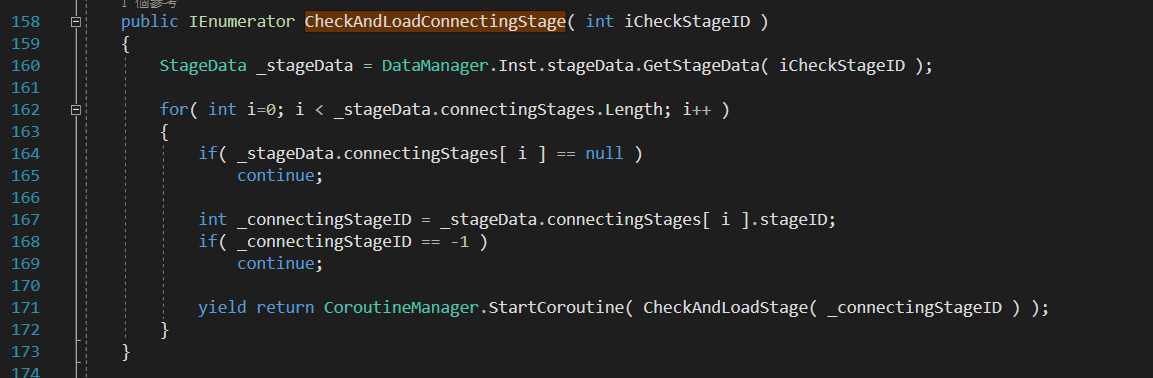 1 個參考
158 public IEnumerator CheckAndLoadConnectingStage( int iCheckStageID )
159 {
160 StageData _stageData = DataManager.Inst.stageData.GetStageData( iCheckStageID );
161
162 for( int i=0; i < _stageData.connectingStages.Length; i++ )
163 {
164 if( _stageData.connectingStages[ i ] == null )
165 continue;
166
167 int _connectingStageID = _stageData.connectingStages[ i ].stageID;
168 if( _connectingStageID == -1 )
169 continue;
170
171 yield return CoroutineManager.StartCoroutine( CheckAndLoadStage( _connectingStageID ) );
172 }
173 }
174